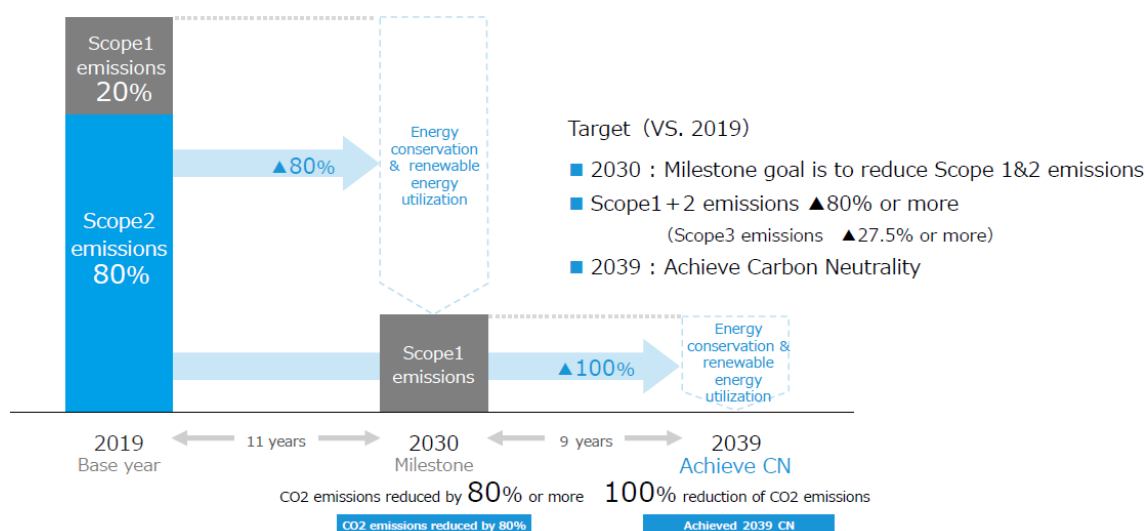 Scope1
emissions
20%
Scope2
emissions
80%
▲80%
Energy
conservation
& renewable
energy
utilization
Target（VS. 2019）
■ 2030：Milestone goal is to reduce Scope 1&2 emissions
■ Scope1＋2 emissions ▲80% or more
（Scope3 emissions ▲27.5% or more）
■ 2039：Achieve Carbon Neutrality
Scope1
emissions
▲100%
Energy
conservation &
renewable
energy
utilization
2019
Base year
11 years
2030
Milestone
9 years
2039
Achieve CN
CO2 emissions reduced by 80% or more
100% reduction of CO2 emissions
CO2 emissions reduced by 80%
Achieved 2039 CN